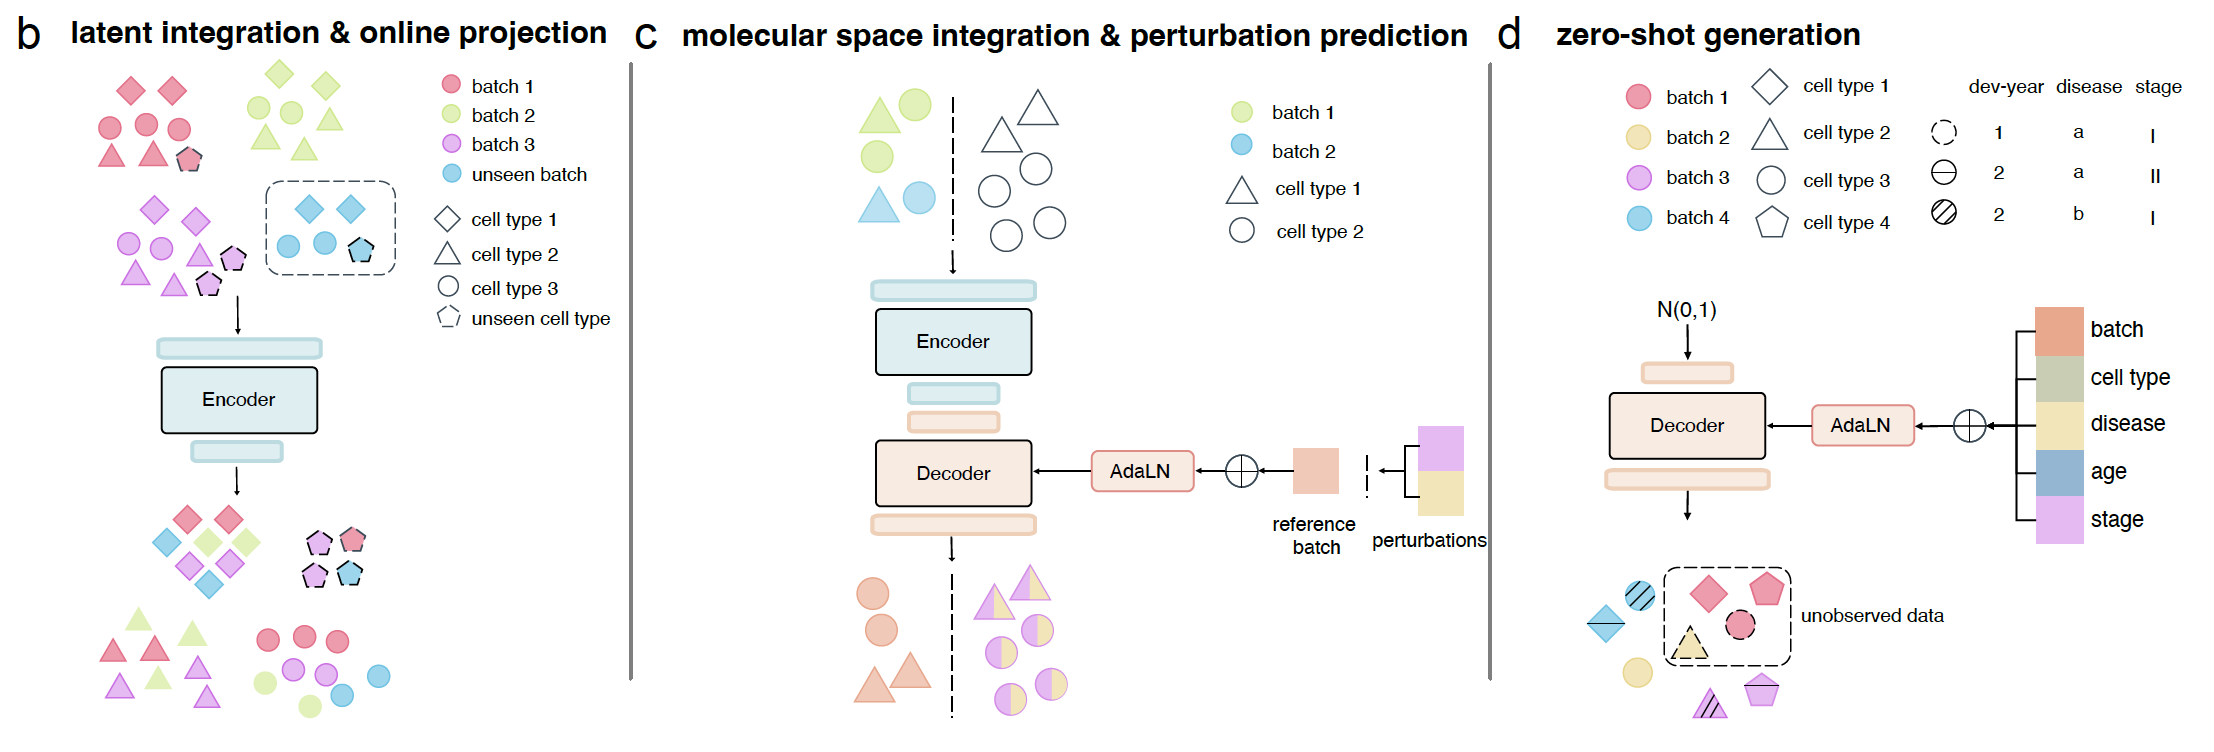 b latent integration & online projection
batch 1
batch 2
batch 3
unseen batch
cell type 1
cell type 2
cell type 3
unseen cell type
Encoder
c molecular space integration & perturbation prediction
batch 1
batch 2
cell type 1
cell type 2
Encoder
Decoder
AdaLN
reference
batch
perturbations
d zero-shot generation
batch 1
batch 2
batch 3
batch 4
cell type 1
cell type 2
cell type 3
cell type 4
dev-year disease stage
1 a I
2 a II
2 b I
N(0,1)
Decoder
AdaLN
batch
cell type
disease
age
stage
unobserved data